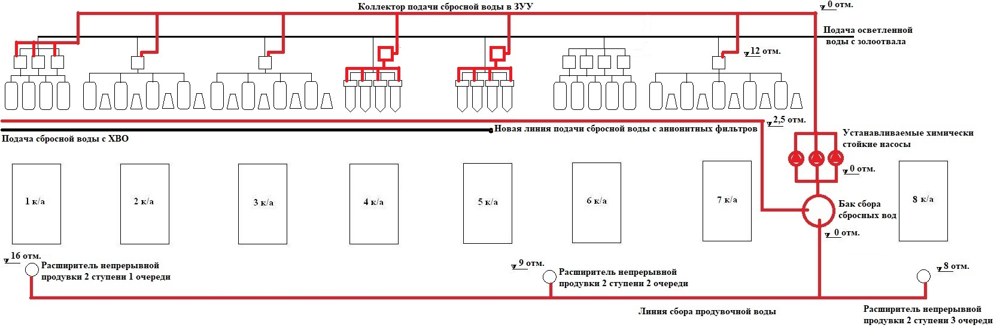 Коллектор подачи сбросной воды в ЗУУ
0 отм.
Подача осветленной
воды с золоотвала
12 отм.
2,5 отм.
Новая линия подачи сбросной воды с анионитных фильтров
Подача сбросной воды с ХВО
Устанавливаемые химически
стойкие насосы
0 отм.
1 к/а
2 к/а
3 к/а
4 к/а
5 к/а
6 к/а
7 к/а
8 к/а
Бак сбора
сбросных вод
0 отм.
16 отм.
Расширитель непрерывной
продувки 2 ступени 1 очереди
9 отм.
Расширитель непрерывной
продувки 2 ступени 2 очереди
8 отм.
Линия сбора продувочной воды
Расширитель непрерывной
продувки 2 ступени 3 очереди